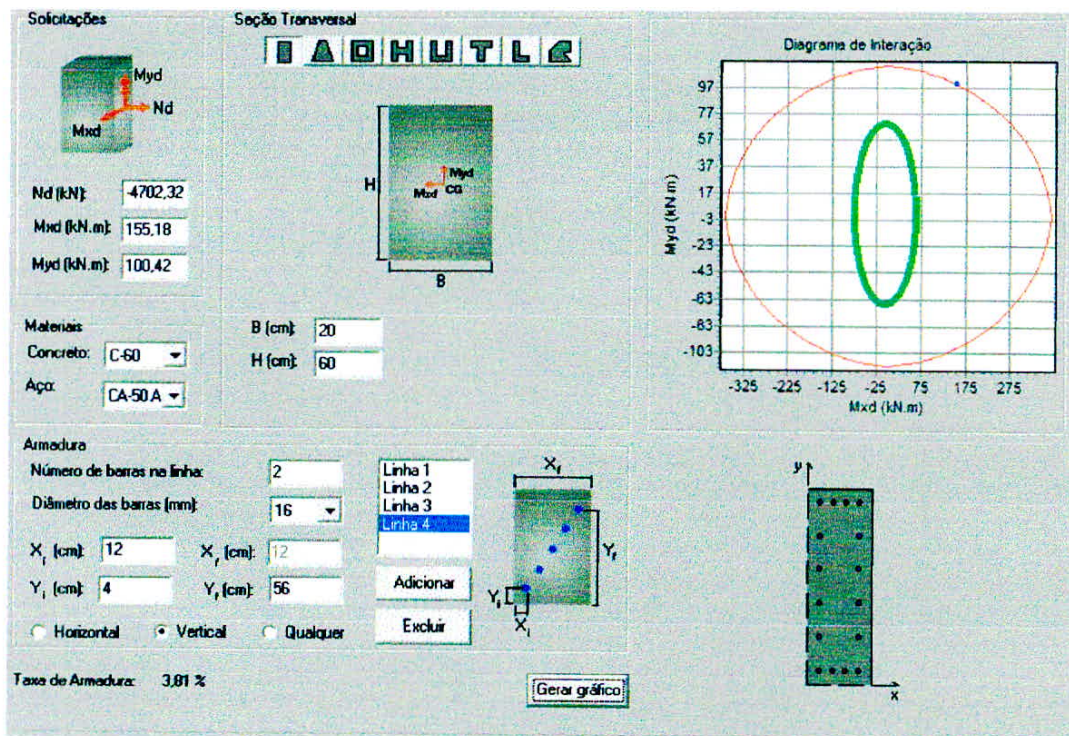 Solicitações
Myd
Nd
Mxd
Nd (kN): -4702,32
Mxd (kN.m): 155,18
Myd (kN.m): 100,42
Seção Transversal
H
Myd
Mxd
CG
B
B (cm): 20
H (cm): 60
Diagrama de Interação
Myd (kN.m)
97
77
57
37
17
-3
-23
-43
-63
-83
-103
-325 -225 -125 -25 75 175 275
Mxd (kN.m)
Materiais
Concreto: C-60
Aço: CA-50 A
Armadura
Número de barras na linha: 2
Diâmetro das barras (mm): 16
Xi (cm): 12 Xf (cm): 12
Yi (cm): 4 Yf (cm): 56
Horizontal Vertical Qualquer
Linha 1
Linha 2
Linha 3
Linha 4
Adicionar
Excluir
Xf
Yf
Yi
Xi
y
x
Taxa de Armadura: 3,81 %
Gerar gráfico